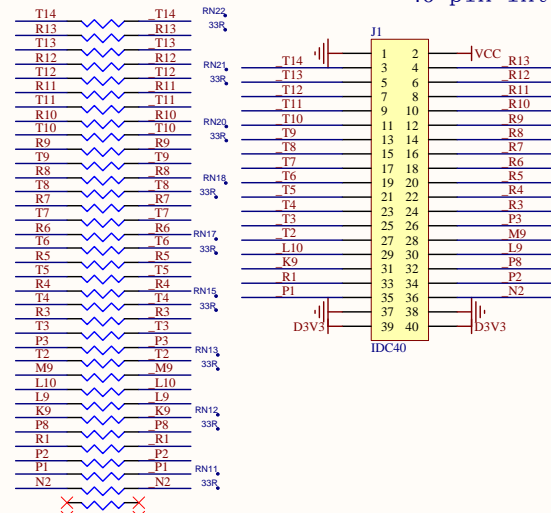 40 pin Int
T14 _T14 RN22
R13 _R13 33R
T13 _T13
R12 _R12
T12 _T12 RN21
R11 _R11 33R
T11 _T11
R10 _R10
T10 _T10 RN20
R9 _R9 33R
T9 _T9
R8 _R8
T8 _T8 RN18
R7 _R7 33R
T7 _T7
R6 _R6
T6 _T6 RN17
R5 _R5 33R
T5 _T5
R4 _R4
T4 _T4 RN15
R3 _R3 33R
T3 _T3
P3 _P3
T2 _T2 RN13
M9 _M9 33R
L10 _L10
L9 _L9
K9 _K9 RN12
P8 _P8 33R
R1 _R1
P2 _P2
P1 _P1 RN11
N2 _N2 33R
J1
1 2 VCC
_T14 3 4 _R13
_T13 5 6 _R12
_T12 7 8 _R11
_T11 9 10 _R10
_T10 11 12 _R9
_T9 13 14 _R8
_T8 15 16 _R7
_T7 17 18 _R6
_T6 19 20 _R5
_T5 21 22 _R4
_T4 23 24 _R3
_T3 25 26 _P3
_T2 27 28 _M9
_L10 29 30 _L9
_K9 31 32 _P8
_R1 33 34 _P2
_P1 35 36 _N2
37 38
D3V3 39 40 D3V3
IDC40